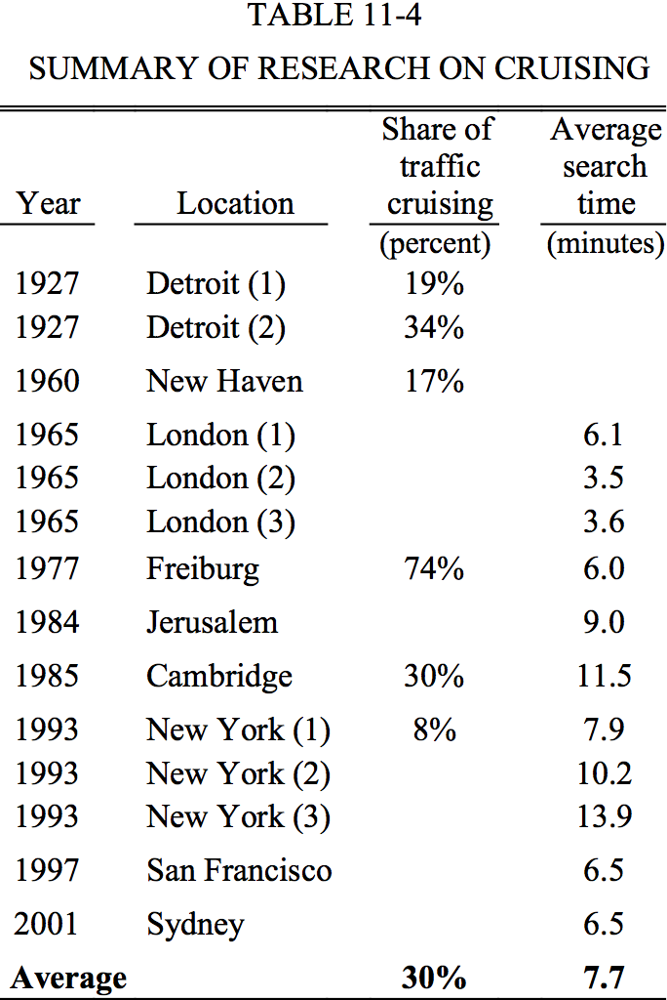 TABLE 11-4
SUMMARY OF RESEARCH ON CRUISING
Share of Average
traffic search
Year Location cruising time
(percent) (minutes)
1927 Detroit (1) 19%
1927 Detroit (2) 34%
1960 New Haven 17%
1965 London (1) 6.1
1965 London (2) 3.5
1965 London (3) 3.6
1977 Freiburg 74% 6.0
1984 Jerusalem 9.0
1985 Cambridge 30% 11.5
1993 New York (1) 8% 7.9
1993 New York (2) 10.2
1993 New York (3) 13.9
1997 San Francisco 6.5
2001 Sydney 6.5
Average 30% 7.7